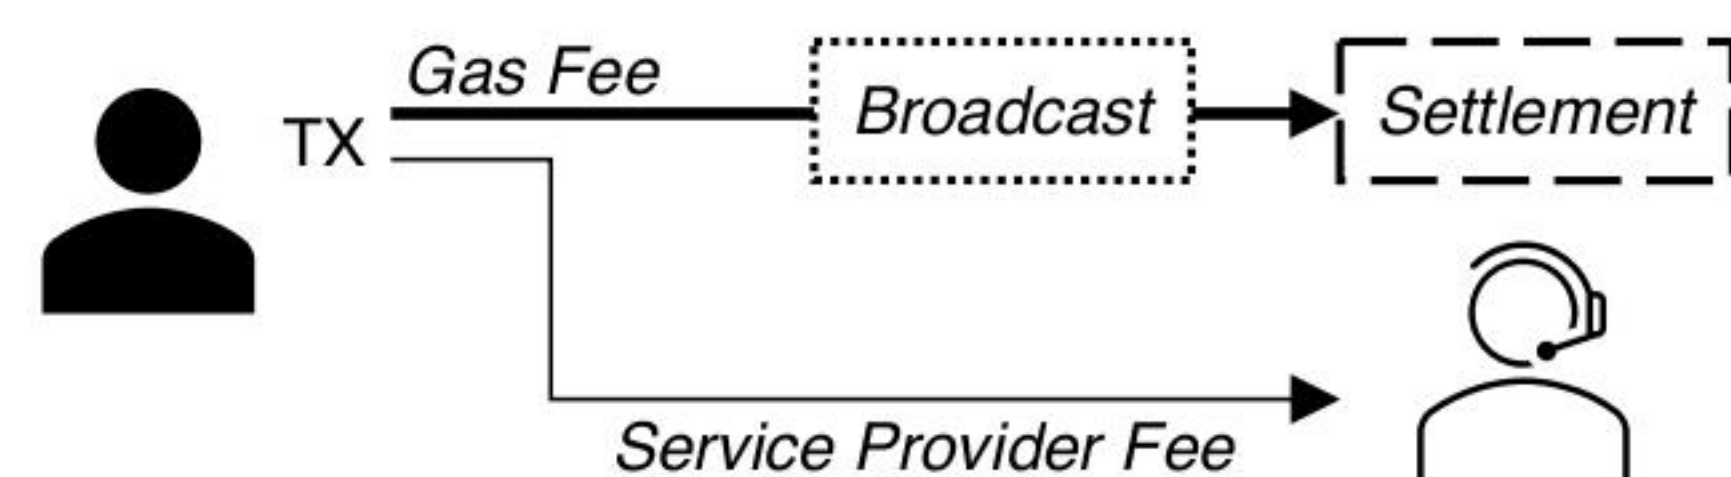 Gas Fee
TX
Broadcast
Settlement
Service Provider Fee